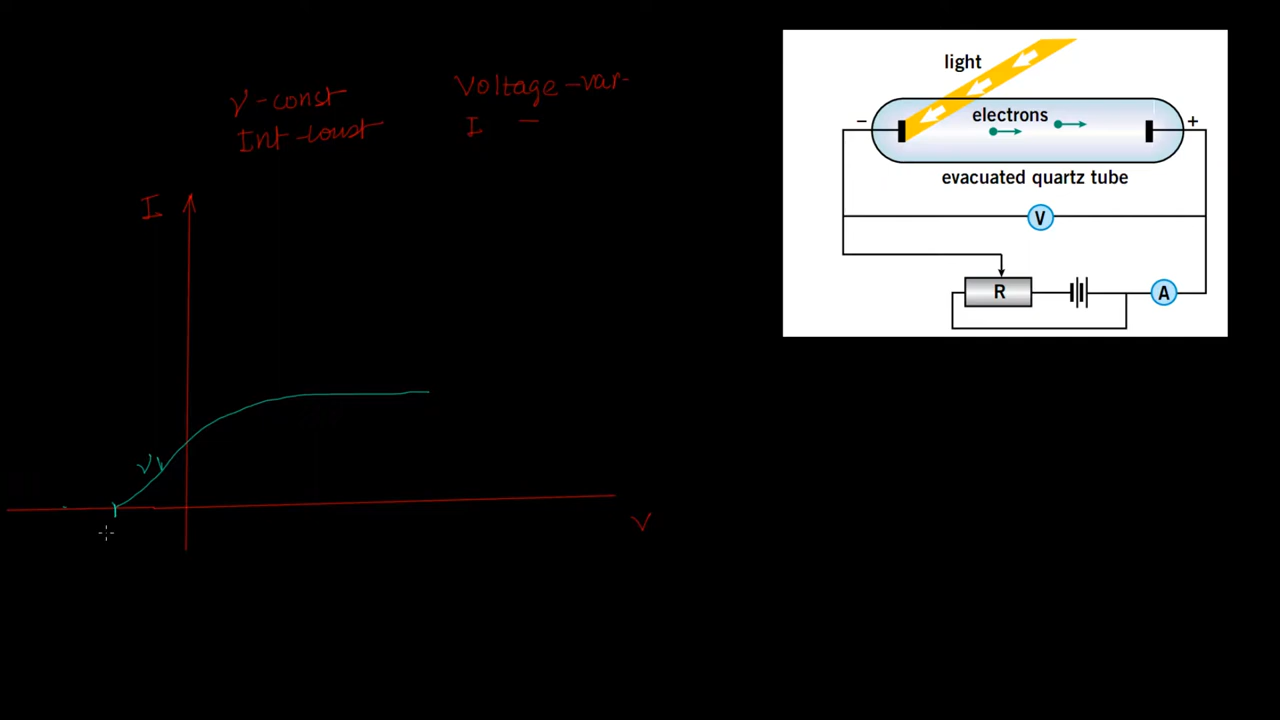 ν-const
Int-const
Voltage-var-
I -
I
ν
V
light
electrons
-
+
evacuated quartz tube
V
R
A